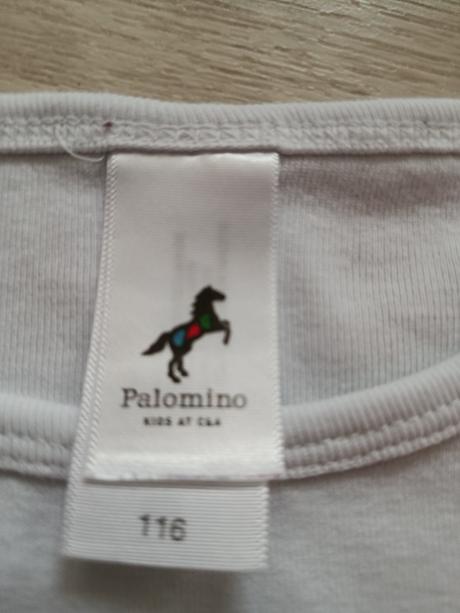 Palomino
KIDS AT C&A
116